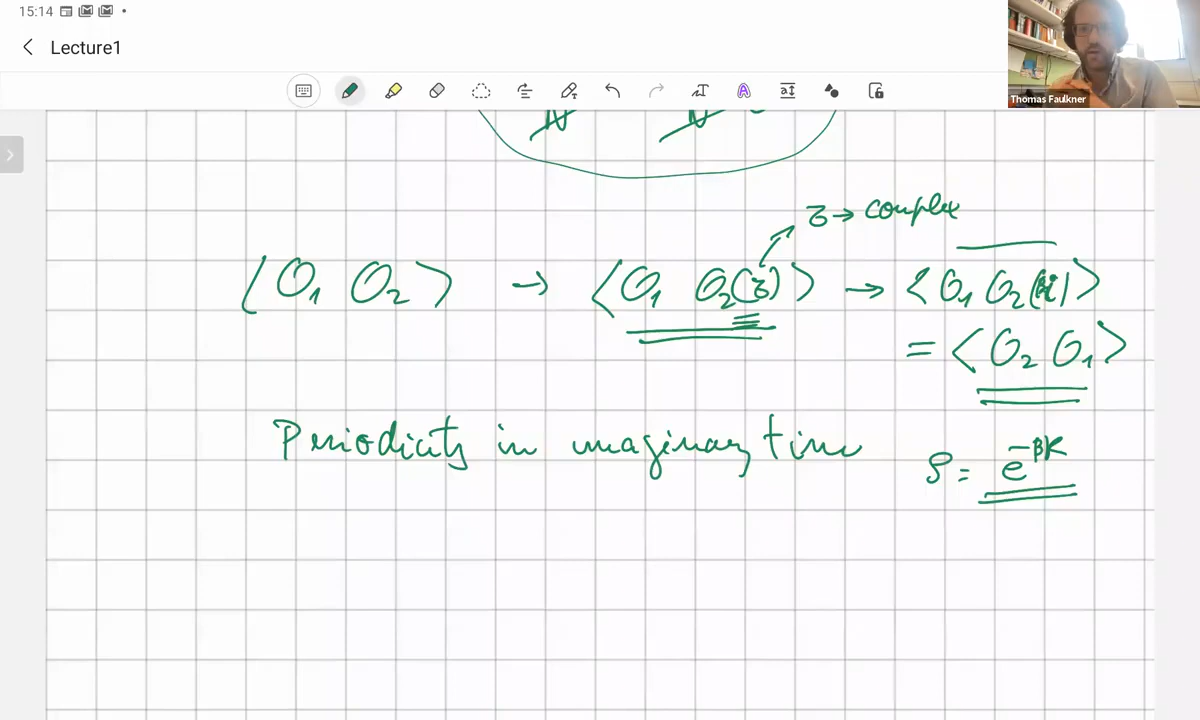 15:14
Lecture1
Thomas Faulkner
z → complex
⟨O₁ O₂⟩ → ⟨O₁ O₂(z)⟩ → ⟨O₁ O₂(βi)⟩
= ⟨O₂ O₁⟩
Periodicity in imaginary time
ρ = e^{-βK}